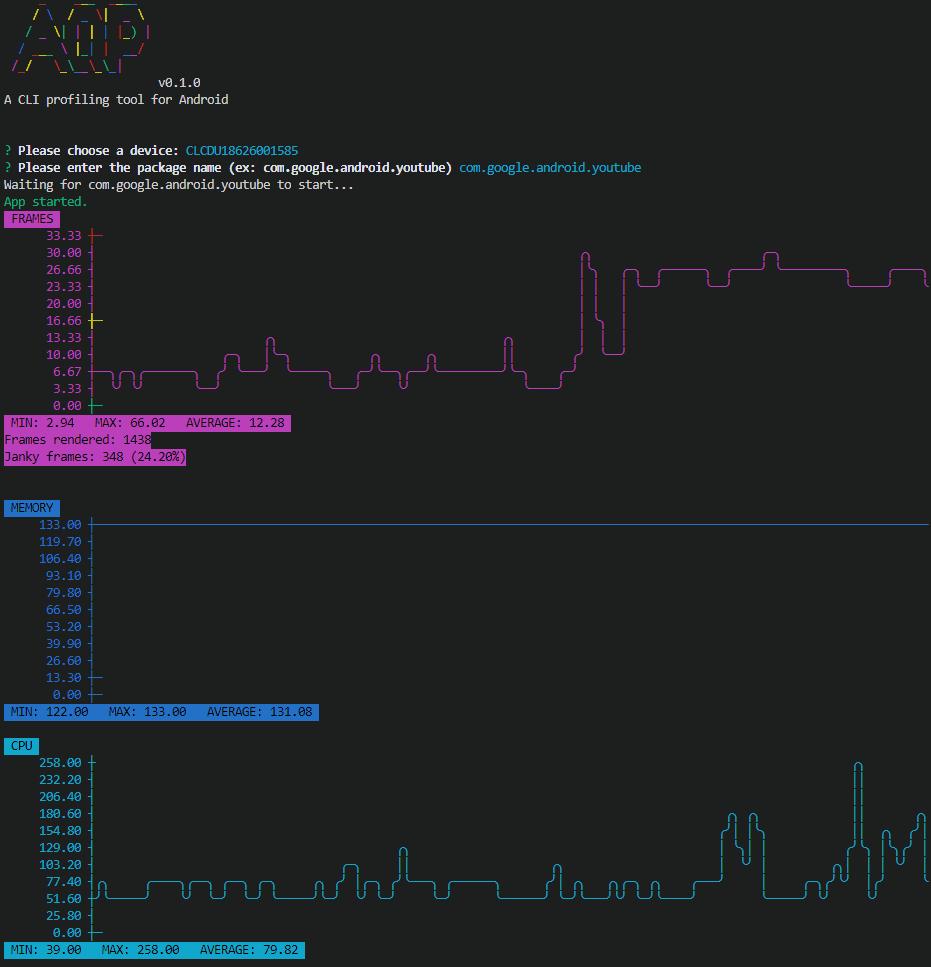 v0.1.0
A CLI profiling tool for Android
? Please choose a device: CLCDU18626001585
? Please enter the package name (ex: com.google.android.youtube) com.google.android.youtube
Waiting for com.google.android.youtube to start...
App started.
FRAMES
33.33
30.00
26.66
23.33
20.00
16.66
13.33
10.00
6.67
3.33
0.00
MIN: 2.94 MAX: 66.02 AVERAGE: 12.28
Frames rendered: 1438
Janky frames: 348 (24.20%)
MEMORY
133.00
119.70
106.40
93.10
79.80
66.50
53.20
39.90
26.60
13.30
0.00
MIN: 122.00 MAX: 133.00 AVERAGE: 131.08
CPU
258.00
232.20
206.40
180.60
154.80
129.00
103.20
77.40
51.60
25.80
0.00
MIN: 39.00 MAX: 258.00 AVERAGE: 79.82